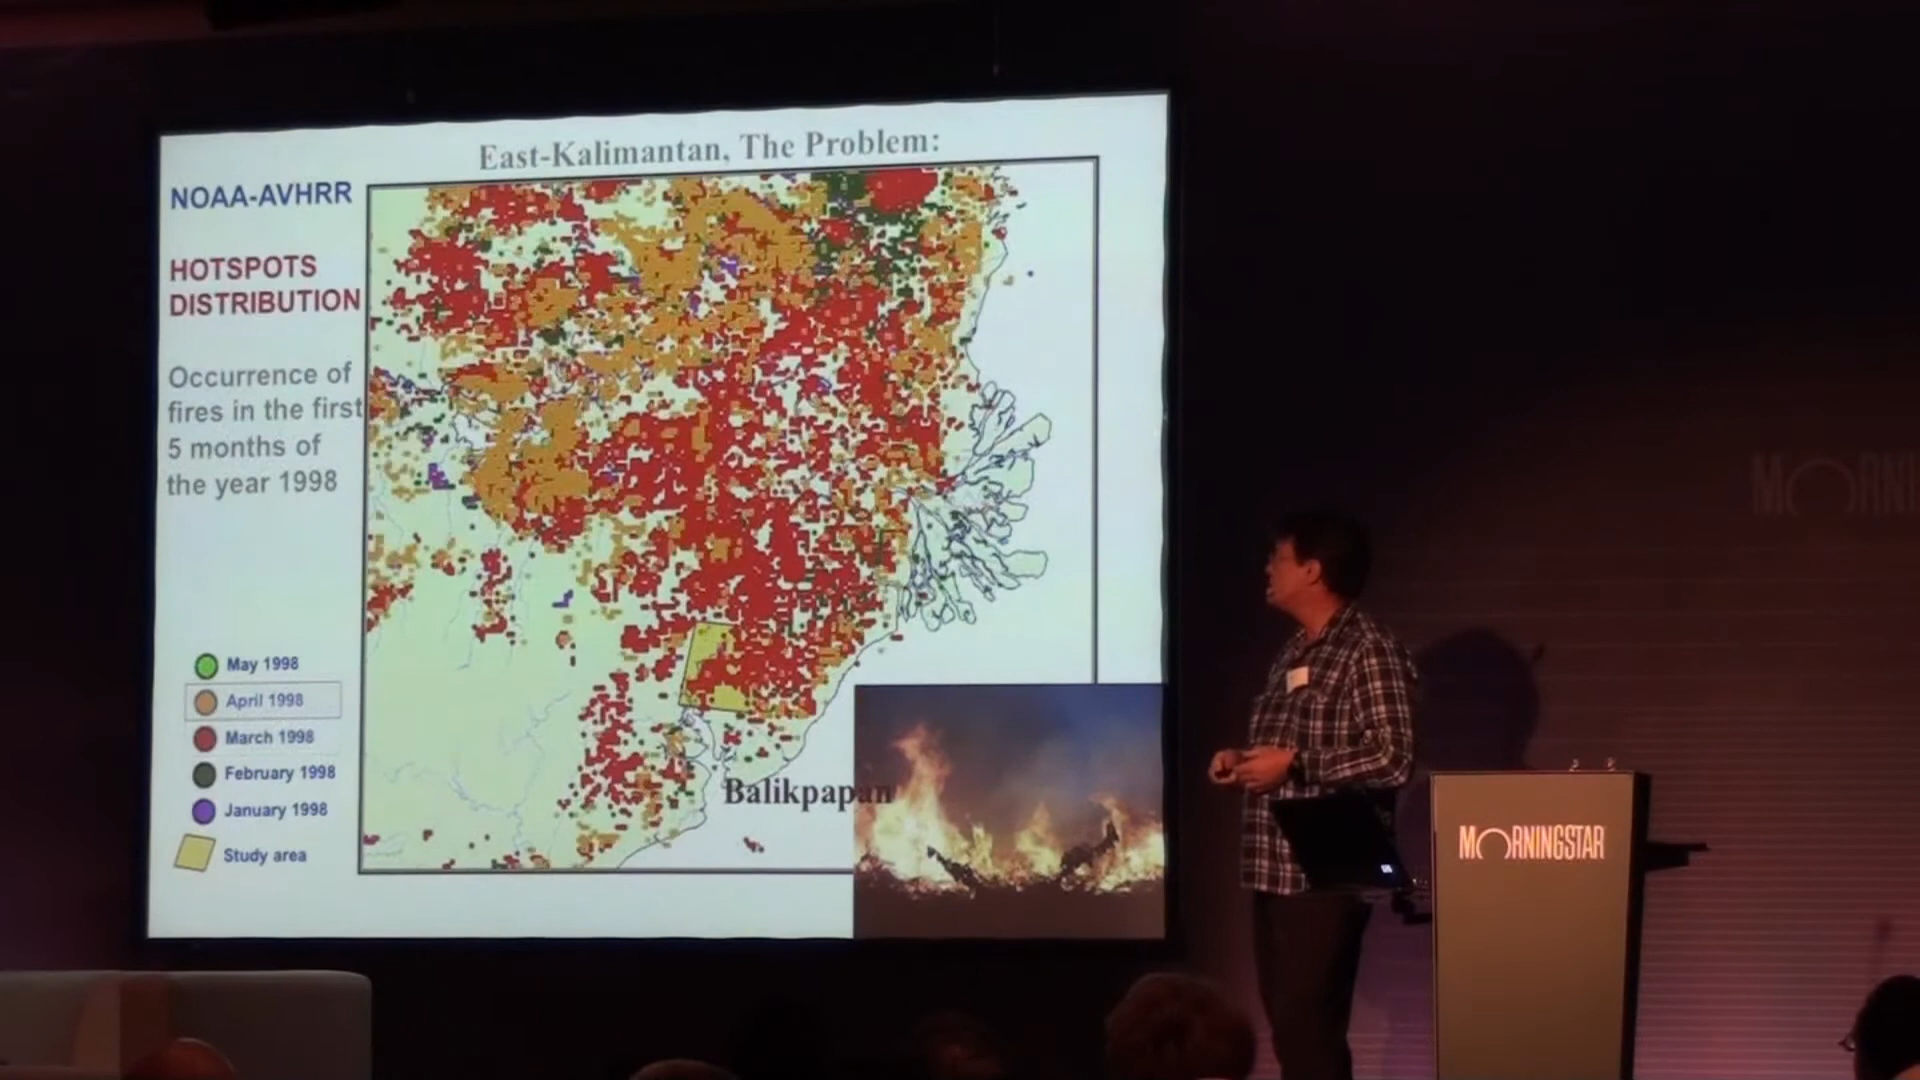 East-Kalimantan, The Problem:
NOAA-AVHRR
HOTSPOTS
DISTRIBUTION
Occurrence of
fires in the first
5 months of
the year 1998
May 1998
April 1998
March 1998
February 1998
January 1998
Study area
Balikpapan
MORNINGSTAR
MORNI